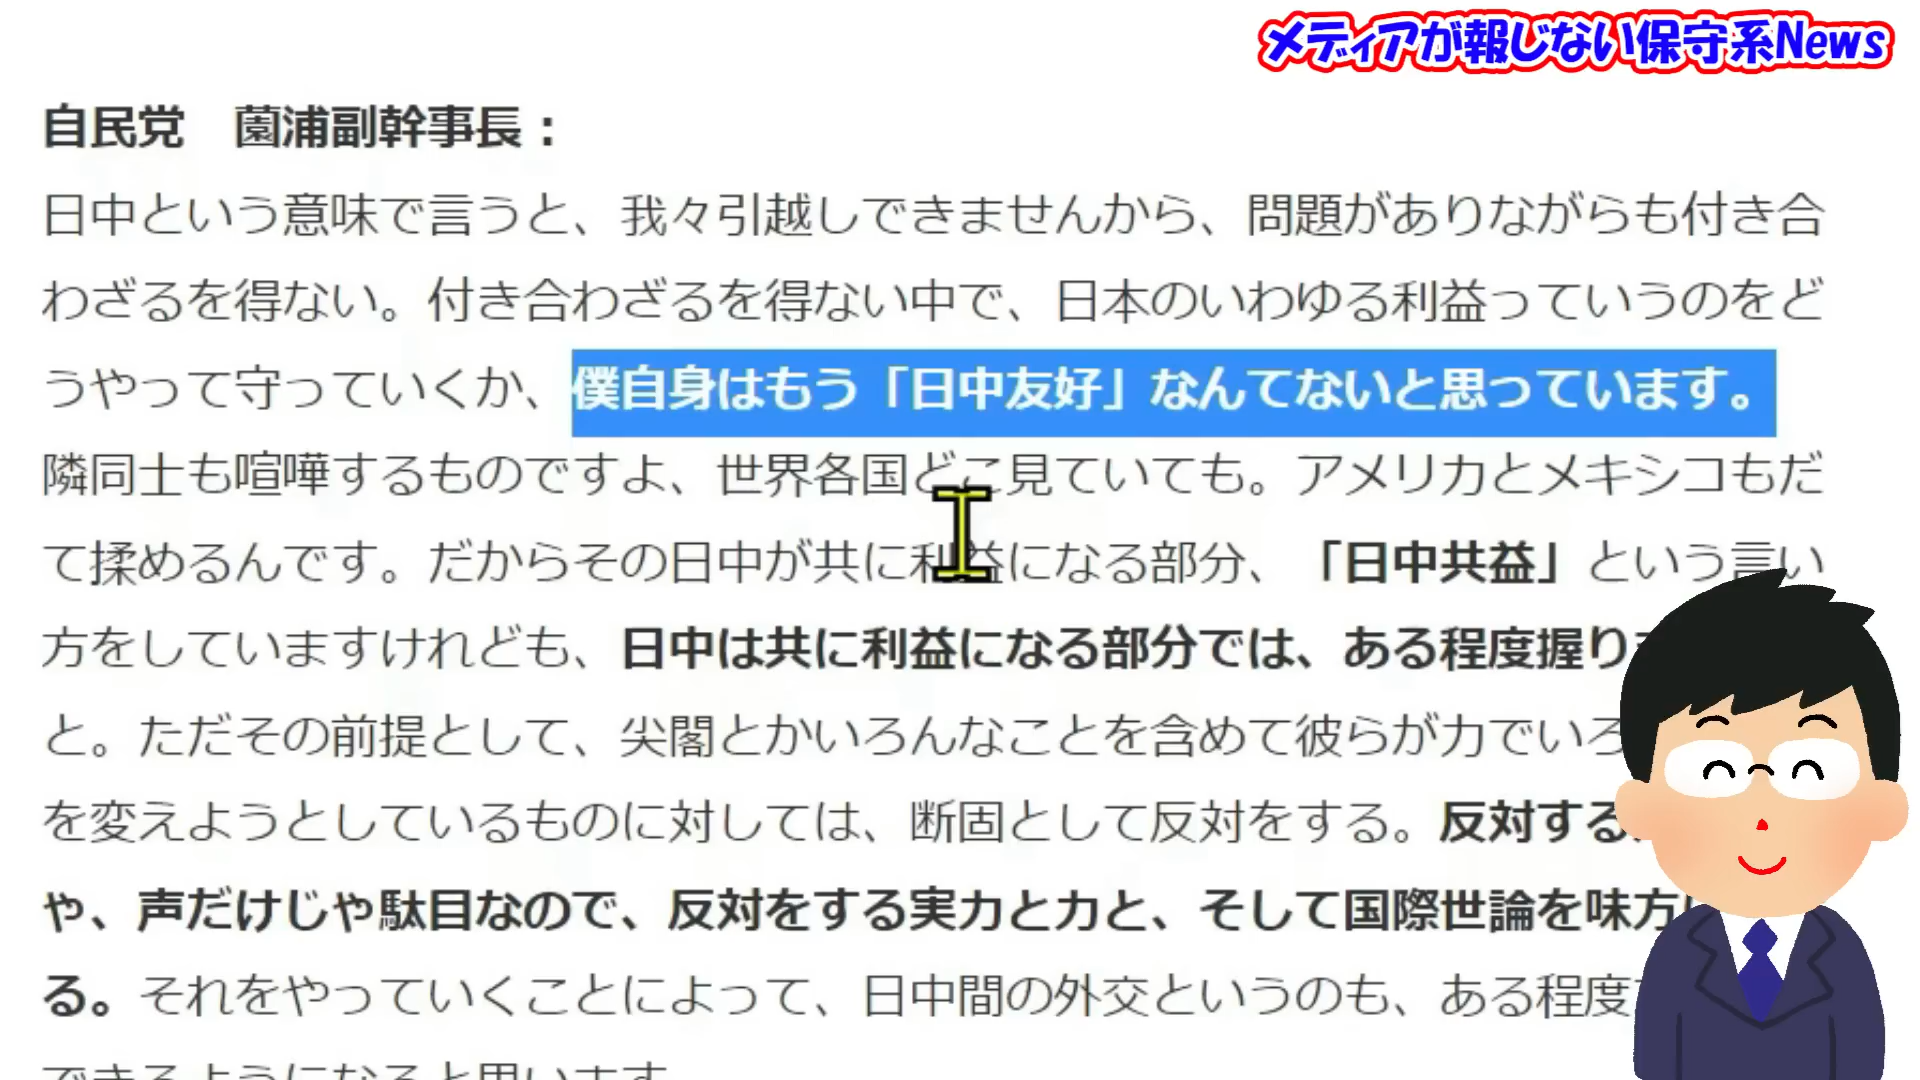 メディアが報じない保守系News
自民党　薗浦副幹事長：
日中という意味で言うと、我々引越しできませんから、問題がありながらも付き合
わざるを得ない。付き合わざるを得ない中で、日本のいわゆる利益っていうのをど
うやって守っていくか、僕自身はもう「日中友好」なんてないと思っています。
隣同士も喧嘩するものですよ、世界各国どこ見ていても。アメリカとメキシコもだ
て揉めるんです。だからその日中が共に利益になる部分、「日中共益」という言い
方をしていますけれども、日中は共に利益になる部分では、ある程度握り
と。ただその前提として、尖閣とかいろんなことを含めて彼らが力でいろ
を変えようとしているものに対しては、断固として反対をする。反対する
や、声だけじゃ駄目なので、反対をする実力と力と、そして国際世論を味方
る。それをやっていくことによって、日中間の外交というのも、ある程度
できるようになると思います